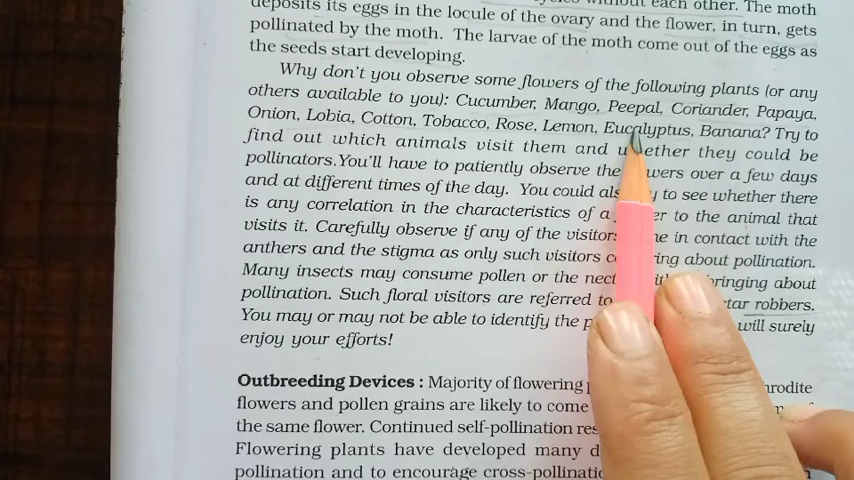 deposits its eggs in the locule of the ovary and the flower, in turn, gets
pollinated by the moth. The larvae of the moth come out of the eggs as
the seeds start developing.
Why don't you observe some flowers of the following plants (or any
others available to you): Cucumber, Mango, Peepal, Coriander, Papaya,
Onion, Lobia, Cotton, Tobacco, Rose, Lemon, Eucalyptus, Banana? Try to
find out which animals visit them and whether they could be
pollinators.You'll have to patiently observe the over a few days
and at different times of the day. You could to see whether there
is any correlation in the characteristics of a to the animal that
visits it. Carefully observe if any of the visitors in contact with the
anthers and the stigma as only such visitors about pollination.
Many insects may consume pollen or the bringing about
pollination. Such floral visitors are referred to robbers.
You may or may not be able to identify the will surely
enjoy your efforts!
Outbreeding Devices : Majority of flowering
flowers and pollen grains are likely to come
the same flower. Continued self-pollination
Flowering plants have developed many
pollination and to encourage